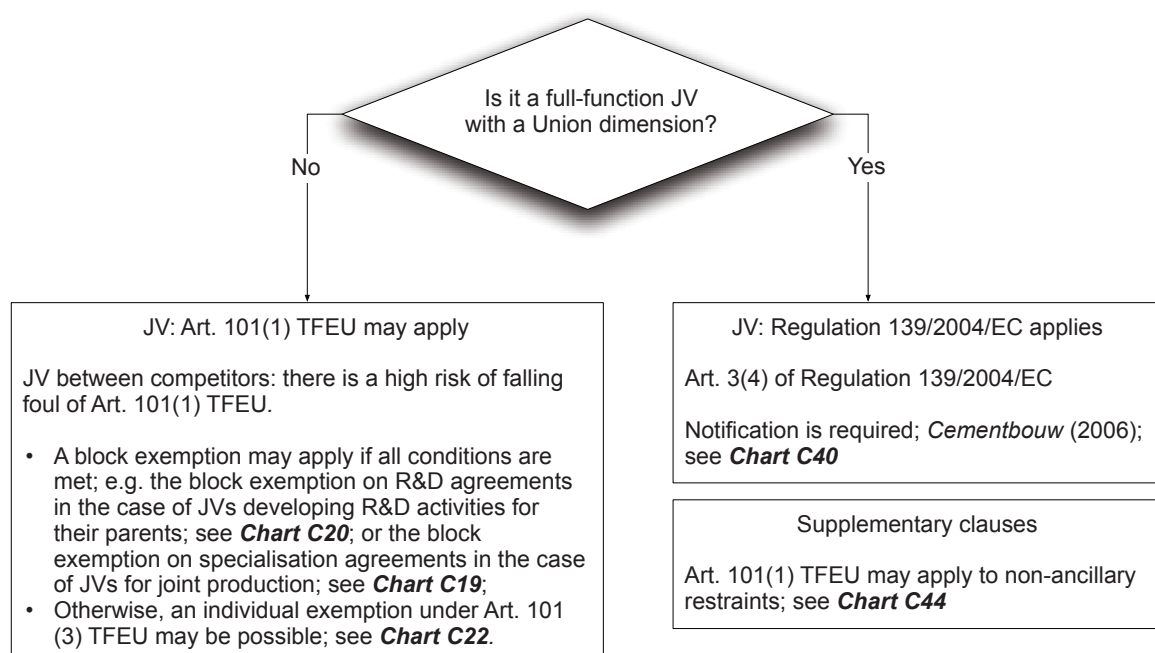 Is it a full-function JV
with a Union dimension?
No
Yes
JV: Art. 101(1) TFEU may apply
JV between competitors: there is a high risk of falling
foul of Art. 101(1) TFEU.
• A block exemption may apply if all conditions are
met; e.g. the block exemption on R&D agreements
in the case of JVs developing R&D activities for
their parents; see Chart C20; or the block
exemption on specialisation agreements in the case
of JVs for joint production; see Chart C19;
• Otherwise, an individual exemption under Art. 101
(3) TFEU may be possible; see Chart C22.
JV: Regulation 139/2004/EC applies
Art. 3(4) of Regulation 139/2004/EC
Notification is required; Cementbouw (2006);
see Chart C40
Supplementary clauses
Art. 101(1) TFEU may apply to non-ancillary
restraints; see Chart C44